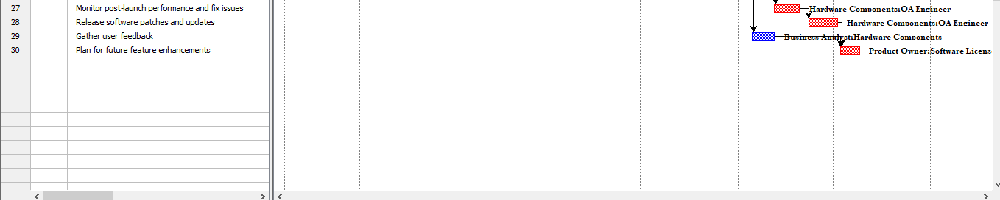 27 Monitor post-launch performance and fix issues Hardware Components;QA Engineer
28 Release software patches and updates Hardware Components;QA Engineer
29 Gather user feedback Business Analyst;Hardware Components
30 Plan for future feature enhancements Product Owner;Software Licens